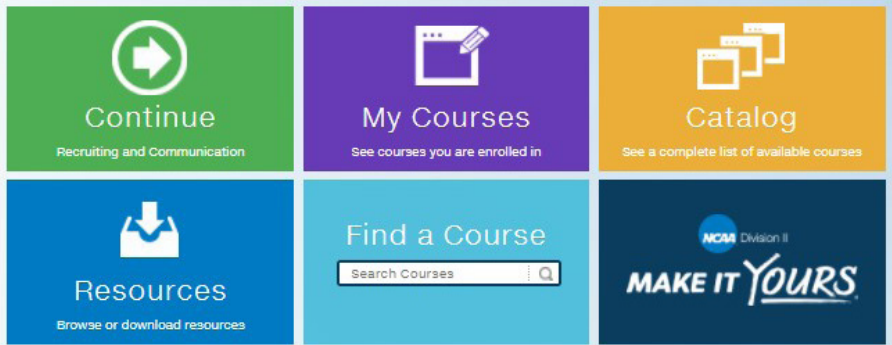 Continue
Recruiting and Communication
My Courses
See courses you are enrolled in
Catalog
See a complete list of available courses
Resources
Browse or download resources
Find a Course
Search Courses
NCAA Division II
MAKE IT YOURS